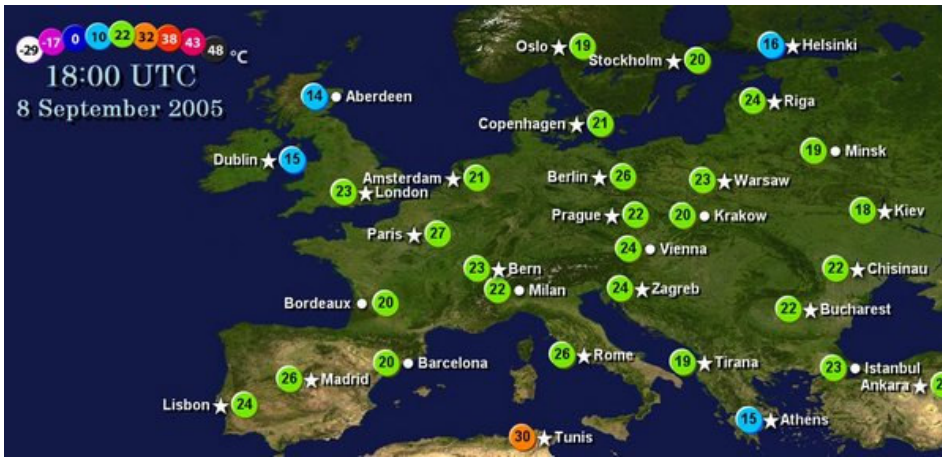 -29 -17 0 10 22 32 38 43 48 °C
18:00 UTC
8 September 2005
Oslo 19
Stockholm 20
16 Helsinki
14 Aberdeen
24 Riga
Copenhagen 21
19 Minsk
Dublin 15
Amsterdam 21
Berlin 26
23 Warsaw
23 London
Prague 22
20 Krakow
18 Kiev
Paris 27
24 Vienna
23 Bern
22 Chisinau
22 Milan
24 Zagreb
Bordeaux 20
22 Bucharest
26 Rome
19 Tirana
20 Barcelona
23 Istanbul
26 Madrid
Ankara
Lisbon 24
15 Athens
30 Tunis